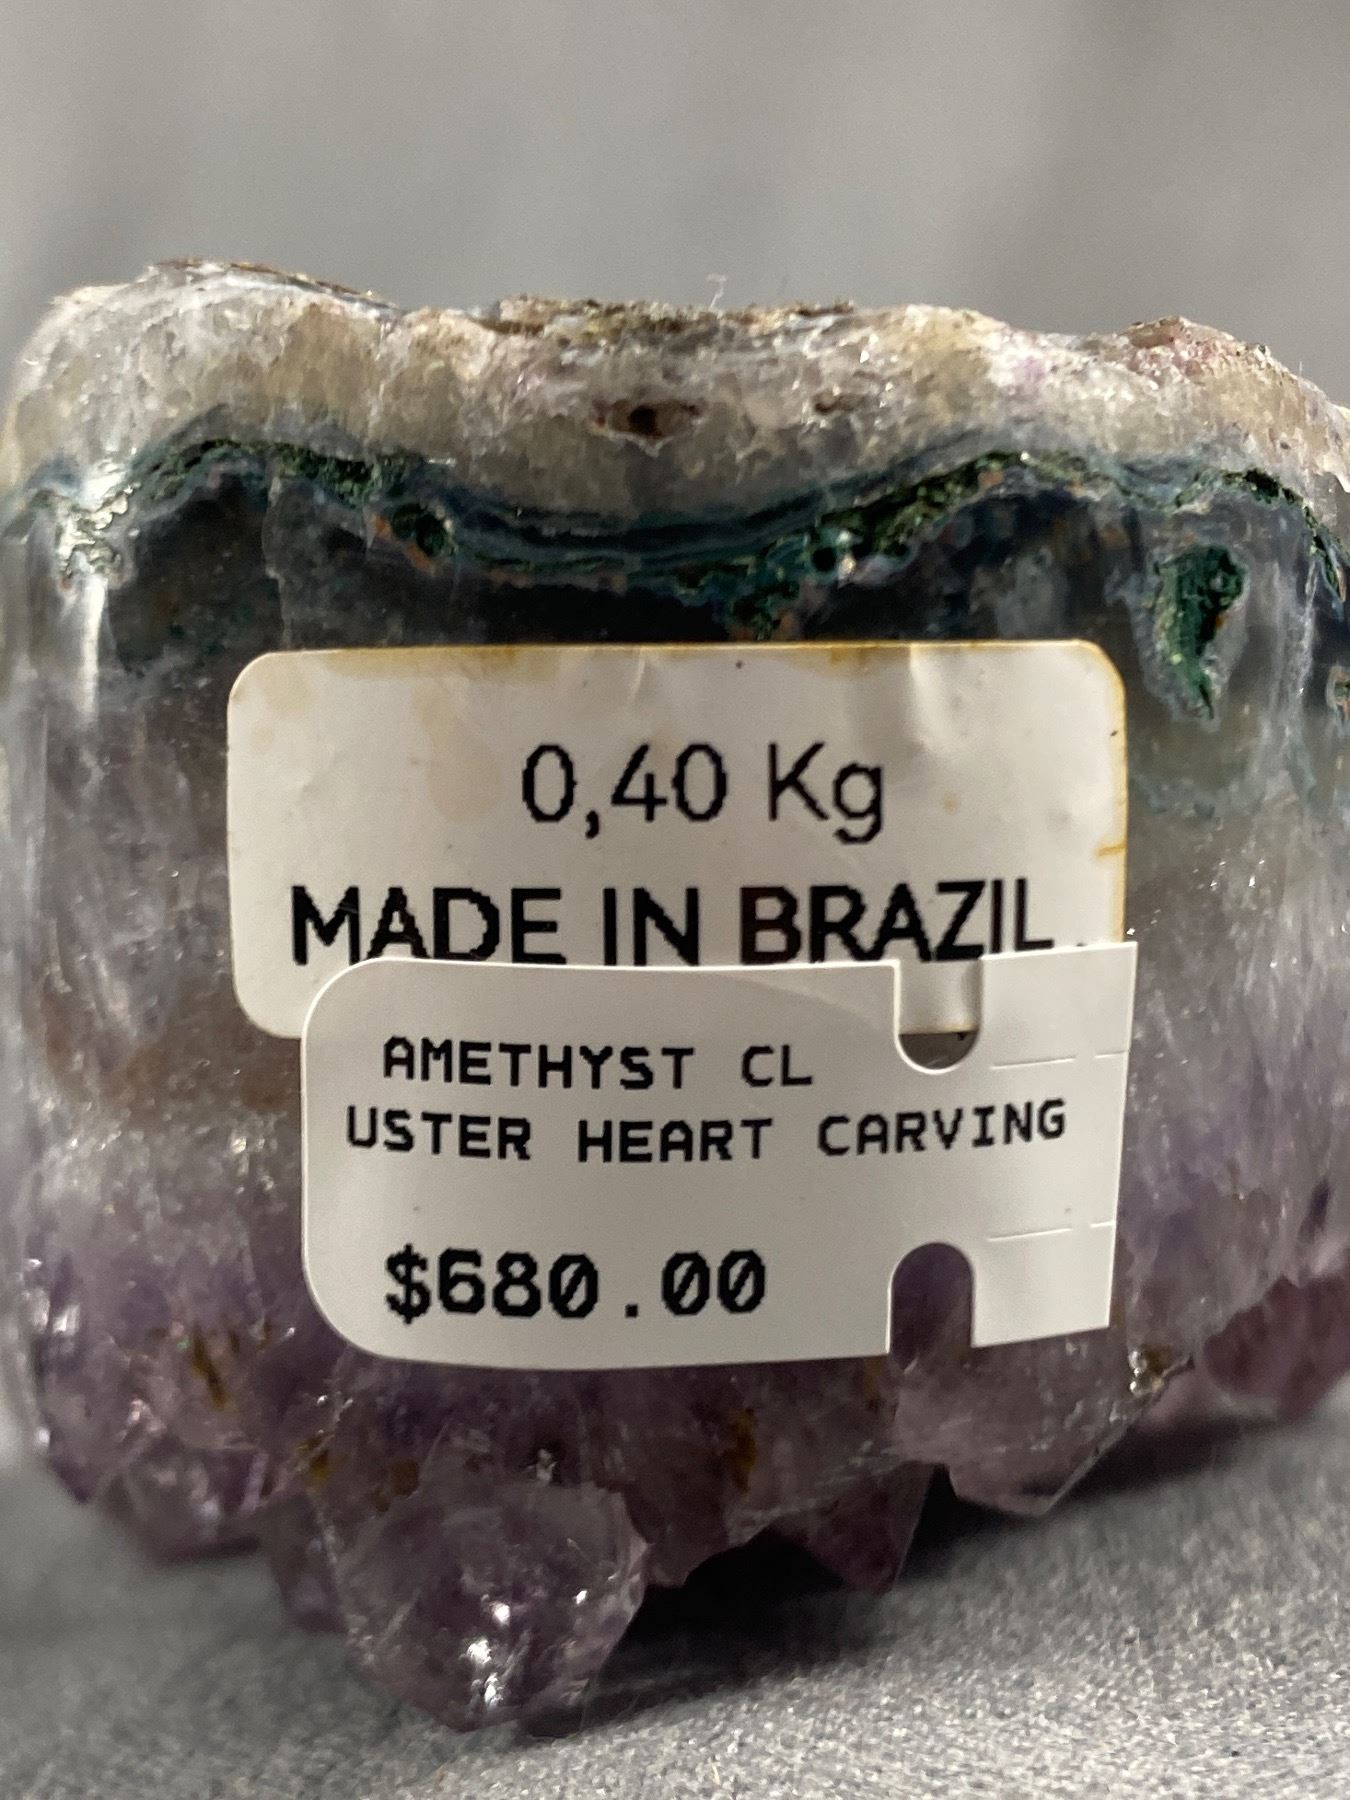 0,40 Kg
MADE IN BRAZIL
AMETHYST CL
USTER HEART CARVING
$680.00